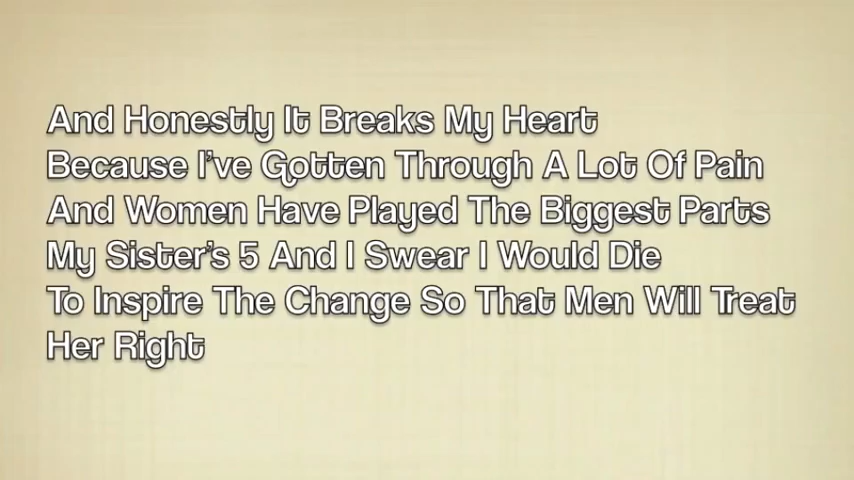 And Honestly It Breaks My Heart
Because I've Gotten Through A Lot Of Pain
And Women Have Played The Biggest Parts
My Sister's 5 And I Swear I Would Die
To Inspire The Change So That Men Will Treat
Her Right